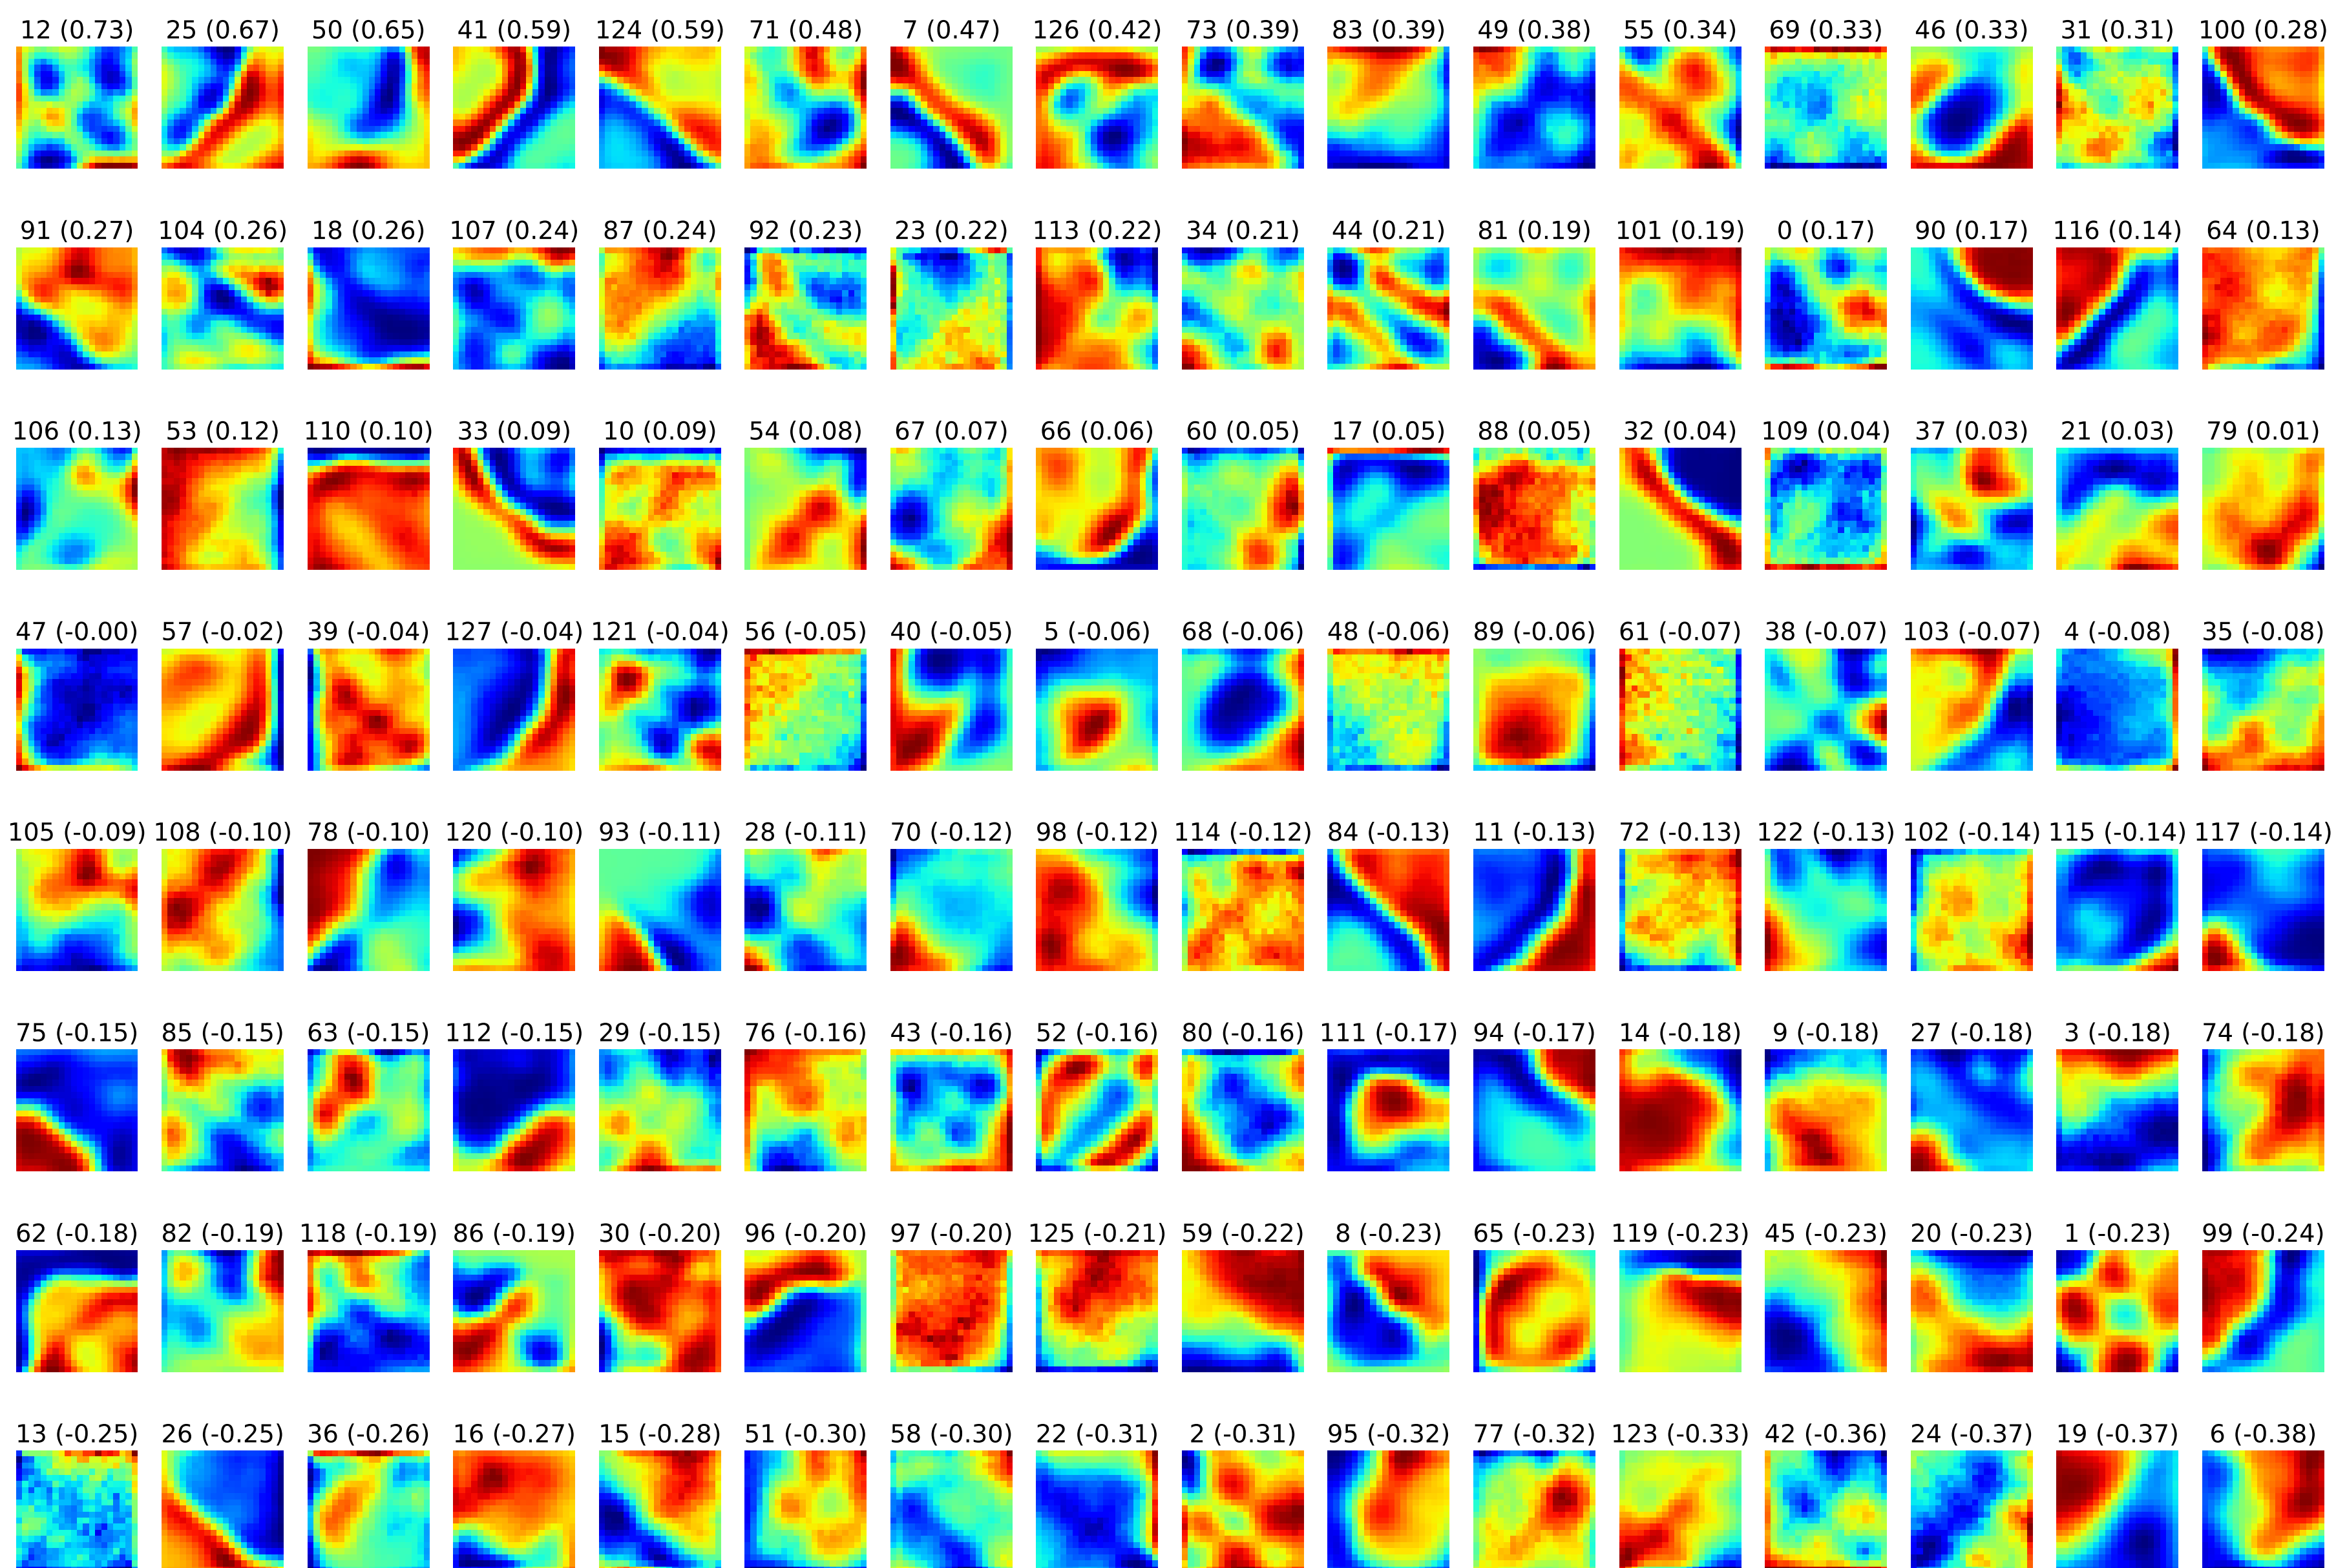 12 (0.73) 25 (0.67) 50 (0.65) 41 (0.59) 124 (0.59) 71 (0.48) 7 (0.47) 126 (0.42) 73 (0.39) 83 (0.39) 49 (0.38) 55 (0.34) 69 (0.33) 46 (0.33) 31 (0.31) 100 (0.28)
91 (0.27) 104 (0.26) 18 (0.26) 107 (0.24) 87 (0.24) 92 (0.23) 23 (0.22) 113 (0.22) 34 (0.21) 44 (0.21) 81 (0.19) 101 (0.19) 0 (0.17) 90 (0.17) 116 (0.14) 64 (0.13)
106 (0.13) 53 (0.12) 110 (0.10) 33 (0.09) 10 (0.09) 54 (0.08) 67 (0.07) 66 (0.06) 60 (0.05) 17 (0.05) 88 (0.05) 32 (0.04) 109 (0.04) 37 (0.03) 21 (0.03) 79 (0.01)
47 (-0.00) 57 (-0.02) 39 (-0.04) 127 (-0.04) 121 (-0.04) 56 (-0.05) 40 (-0.05) 5 (-0.06) 68 (-0.06) 48 (-0.06) 89 (-0.06) 61 (-0.07) 38 (-0.07) 103 (-0.07) 4 (-0.08) 35 (-0.08)
105 (-0.09) 108 (-0.10) 78 (-0.10) 120 (-0.10) 93 (-0.11) 28 (-0.11) 70 (-0.12) 98 (-0.12) 114 (-0.12) 84 (-0.13) 11 (-0.13) 72 (-0.13) 122 (-0.13) 102 (-0.14) 115 (-0.14) 117 (-0.14)
75 (-0.15) 85 (-0.15) 63 (-0.15) 112 (-0.15) 29 (-0.15) 76 (-0.16) 43 (-0.16) 52 (-0.16) 80 (-0.16) 111 (-0.17) 94 (-0.17) 14 (-0.18) 9 (-0.18) 27 (-0.18) 3 (-0.18) 74 (-0.18)
62 (-0.18) 82 (-0.19) 118 (-0.19) 86 (-0.19) 30 (-0.20) 96 (-0.20) 97 (-0.20) 125 (-0.21) 59 (-0.22) 8 (-0.23) 65 (-0.23) 119 (-0.23) 45 (-0.23) 20 (-0.23) 1 (-0.23) 99 (-0.24)
13 (-0.25) 26 (-0.25) 36 (-0.26) 16 (-0.27) 15 (-0.28) 51 (-0.30) 58 (-0.30) 22 (-0.31) 2 (-0.31) 95 (-0.32) 77 (-0.32) 123 (-0.33) 42 (-0.36) 24 (-0.37) 19 (-0.37) 6 (-0.38)